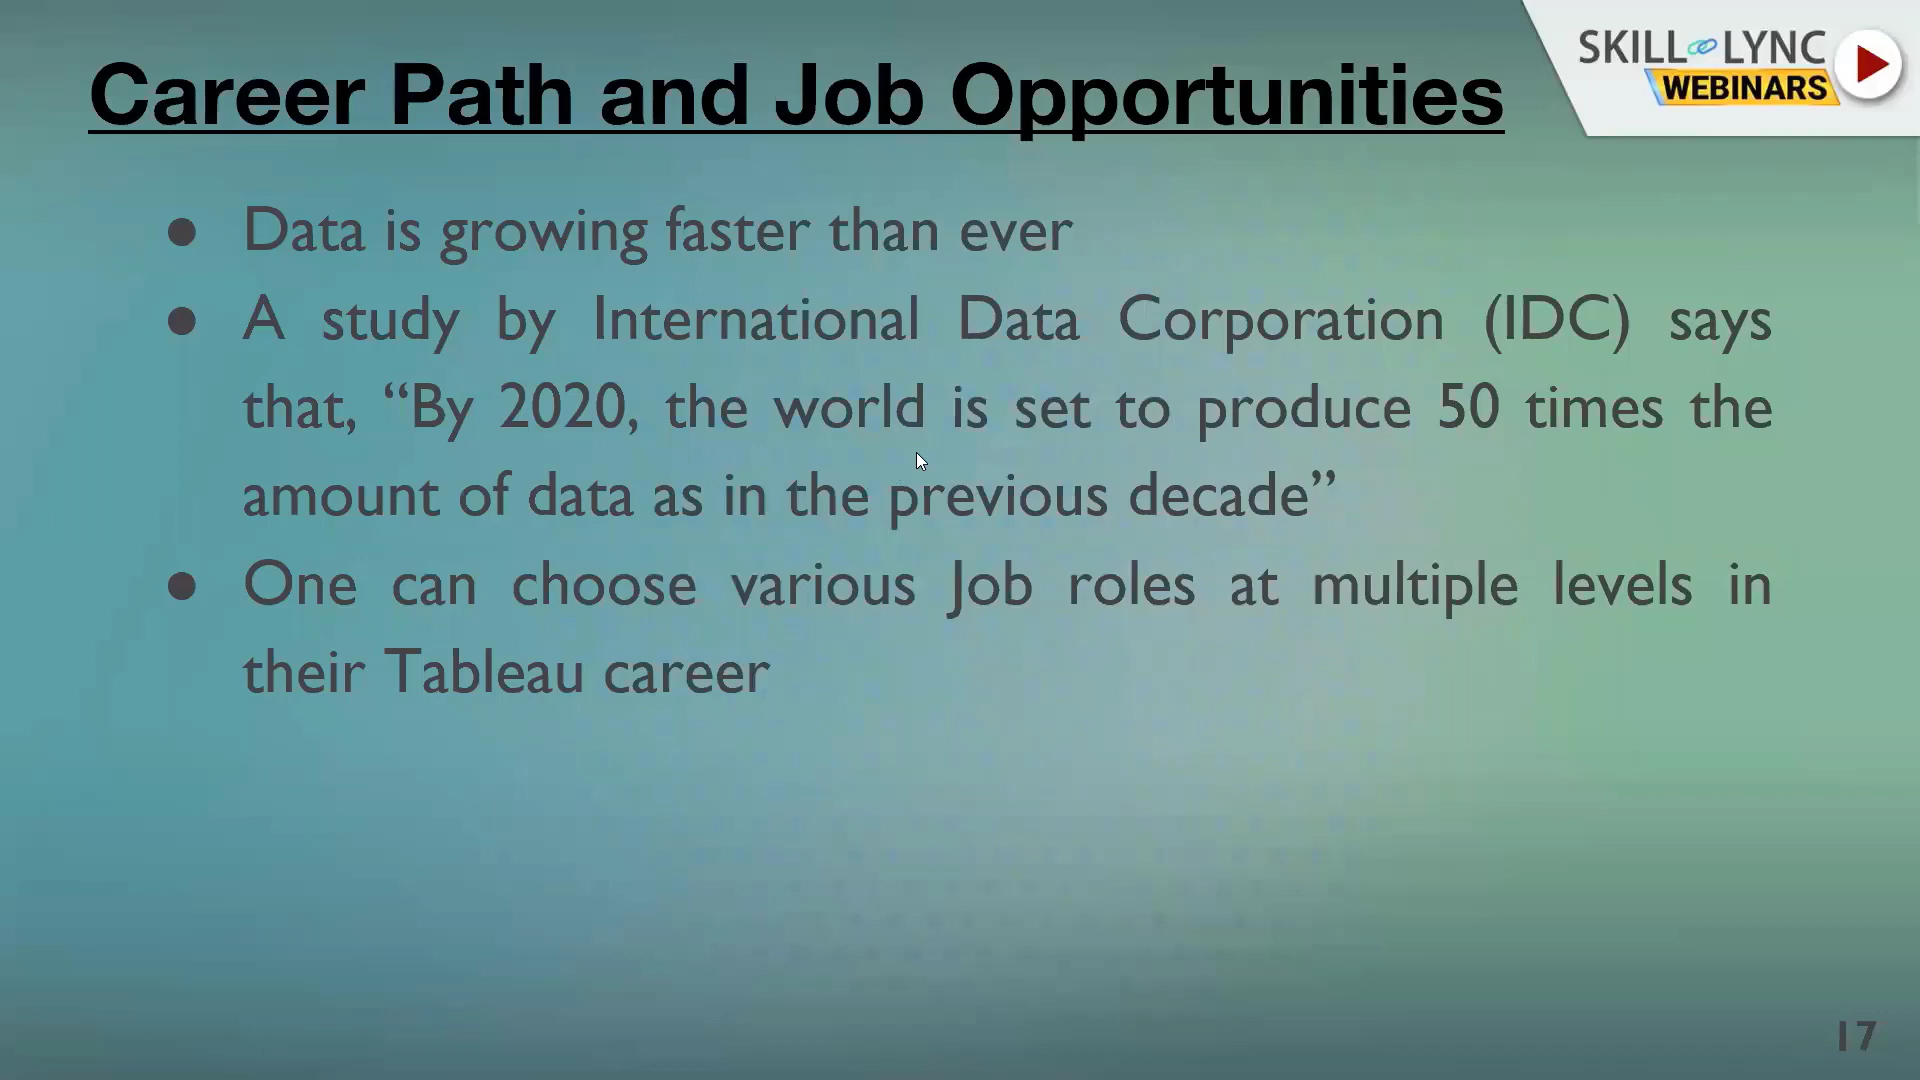 Career Path and Job Opportunities
SKILL LYNC
WEBINARS
● Data is growing faster than ever
● A study by International Data Corporation (IDC) says
that, “By 2020, the world is set to produce 50 times the
amount of data as in the previous decade”
● One can choose various Job roles at multiple levels in
their Tableau career
17